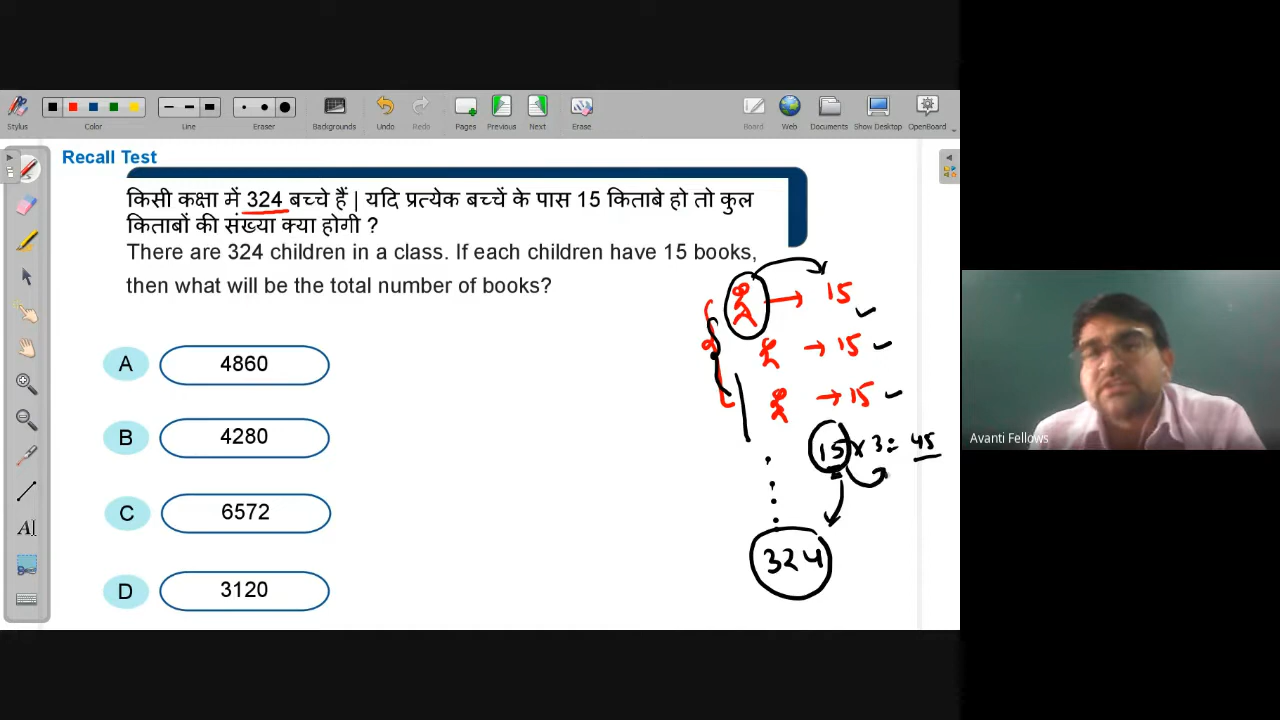 Stylus
Color
Line
Eraser
Backgrounds
Undo
Redo
Pages
Previous
Next
Erase
Board
Web
Documents
Show Desktop
OpenBoard
Recall Test
किसी कक्षा में 324 बच्चे हैं | यदि प्रत्येक बच्चें के पास 15 किताबे हो तो कुल
किताबों की संख्या क्या होगी ?
There are 324 children in a class. If each children have 15 books,
then what will be the total number of books?
→ 15
→ 15
→ 15
15 x 3 = 45
324
A 4860
B 4280
C 6572
D 3120
Avanti Fellows